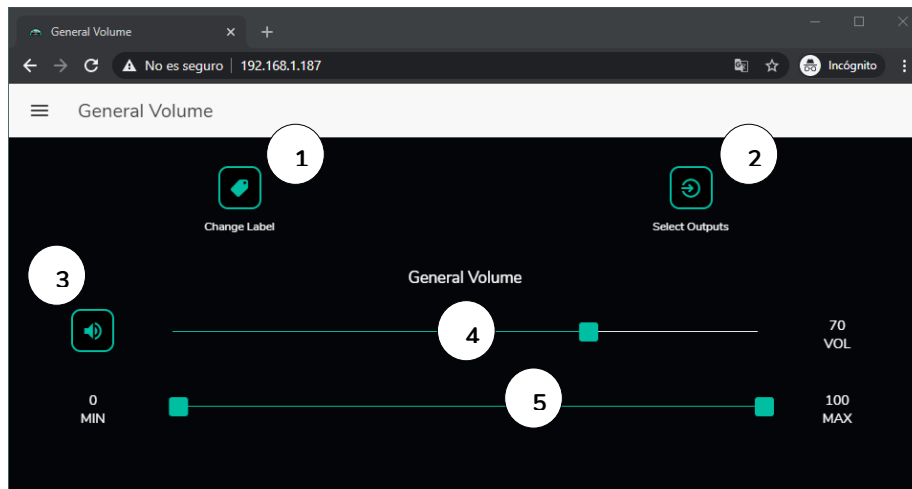 General Volume
No es seguro 192.168.1.187 Incógnito
General Volume
1 2
Change Label Select Outputs
3
General Volume
4
70
VOL
5
0
MIN
100
MAX